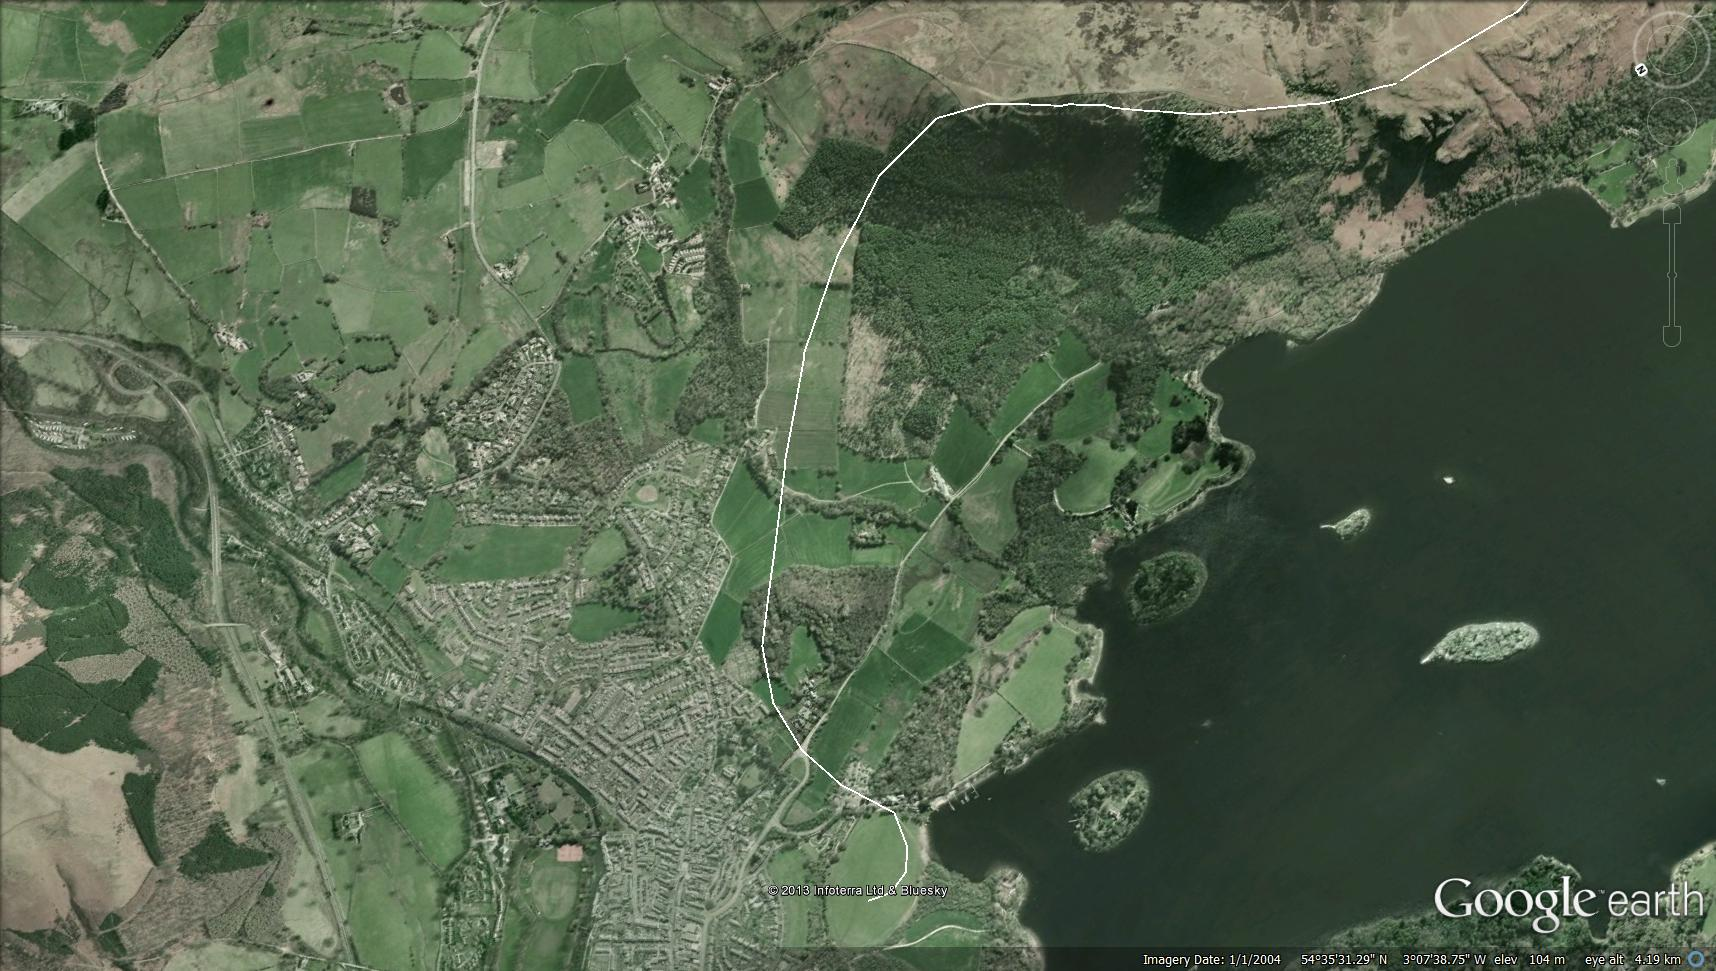 N
© 2013 Infoterra Ltd & Bluesky
Google earth
Imagery Date: 1/1/2004 54°35'31.29" N 3°07'38.75" W elev 104 m eye alt 4.19 km